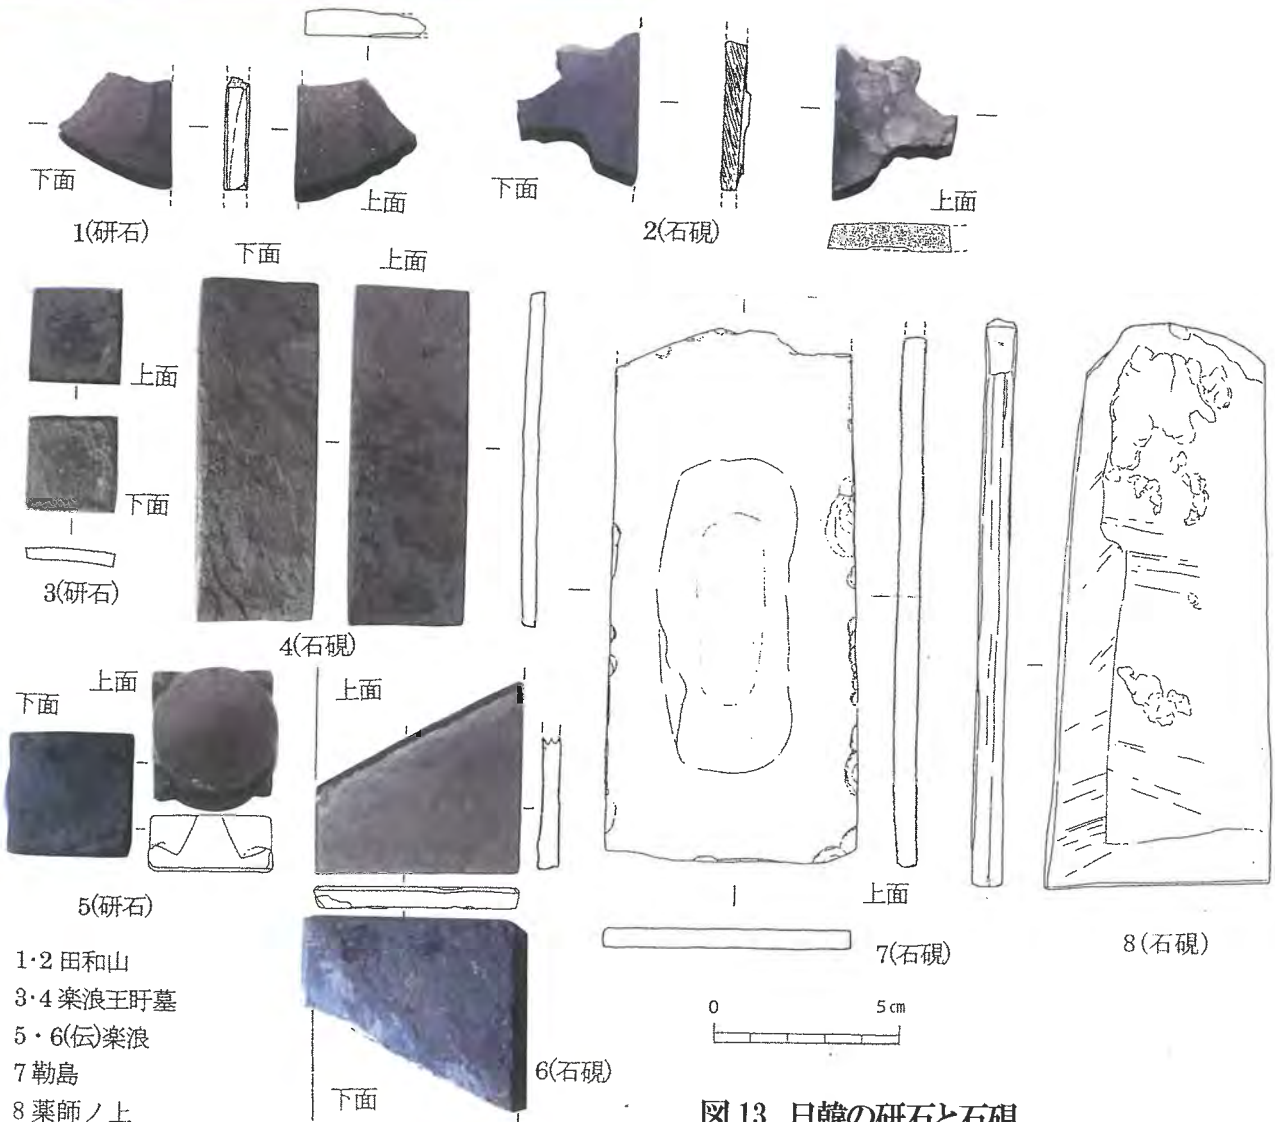 下面
上面
1(研石)
下面
上面
2(石硯)
上面
下面
3(研石)
下面
上面
4(石硯)
下面
上面
5(研石)
上面
下面
6(石硯)
上面
7(石硯)
8(石硯)
0 5cm
1・2 田和山
3・4 楽浪王盱墓
5・6(伝)楽浪
7 勒島
8 薬師ノ上
図 13 日韓の研石と石硯